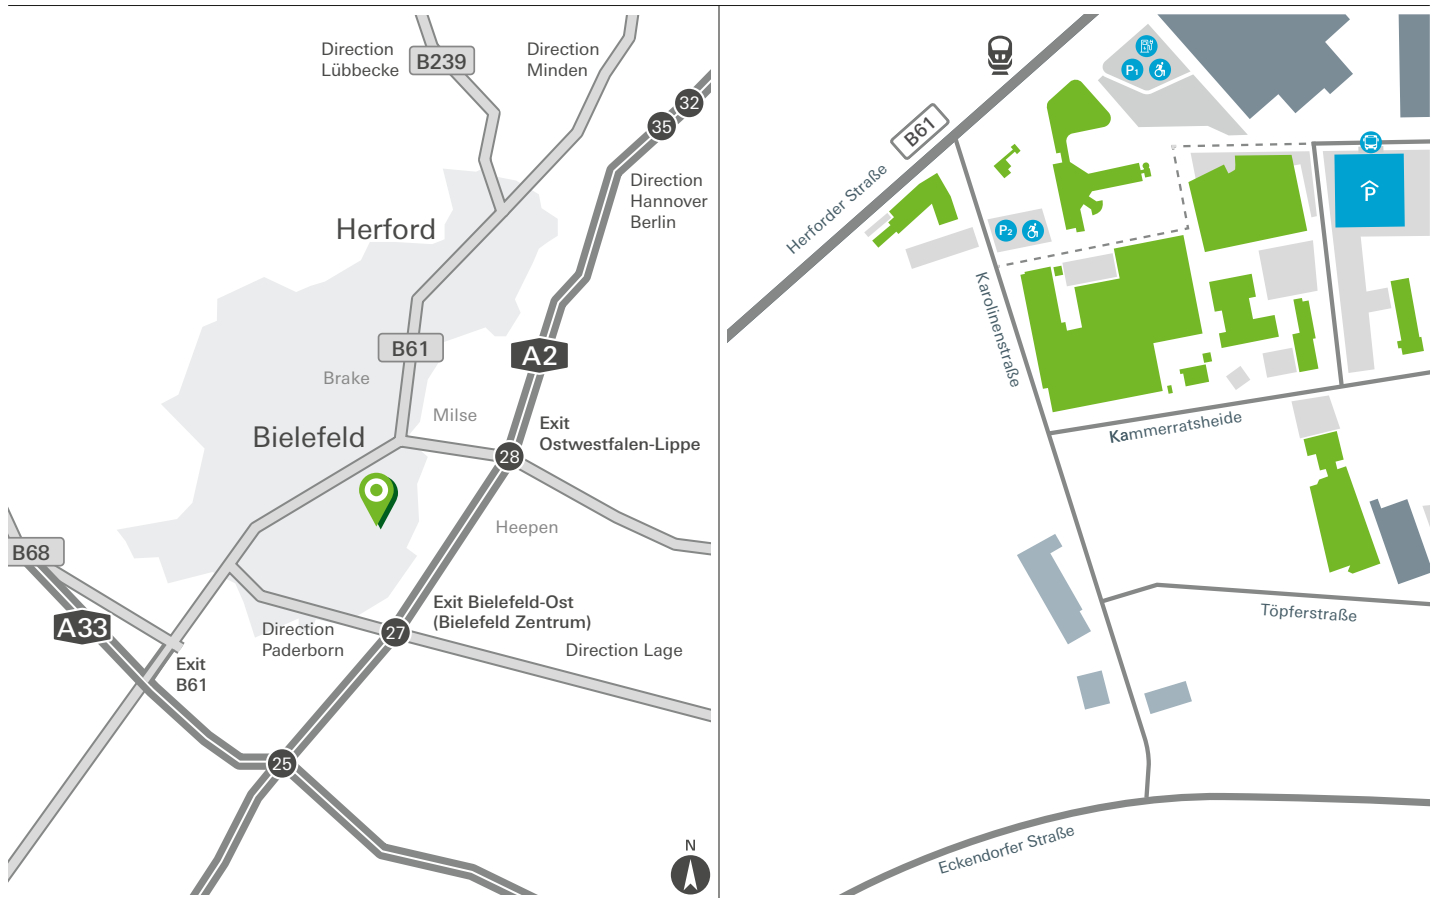 Direction
Lübbecke
B239
Direction
Minden
32
35
Direction
Hannover
Berlin
Herford
B61
A2
Brake
Milse
Bielefeld
Exit
Ostwestfalen-Lippe
28
Heepen
B68
A33
Exit Bielefeld-Ost
(Bielefeld Zentrum)
27
Direction
Paderborn
Direction Lage
Exit
B61
25
N
P1
B61
Herforder Straße
P2
P
Karolinenstraße
Kammerratsheide
Töpferstraße
Eckendorfer Straße